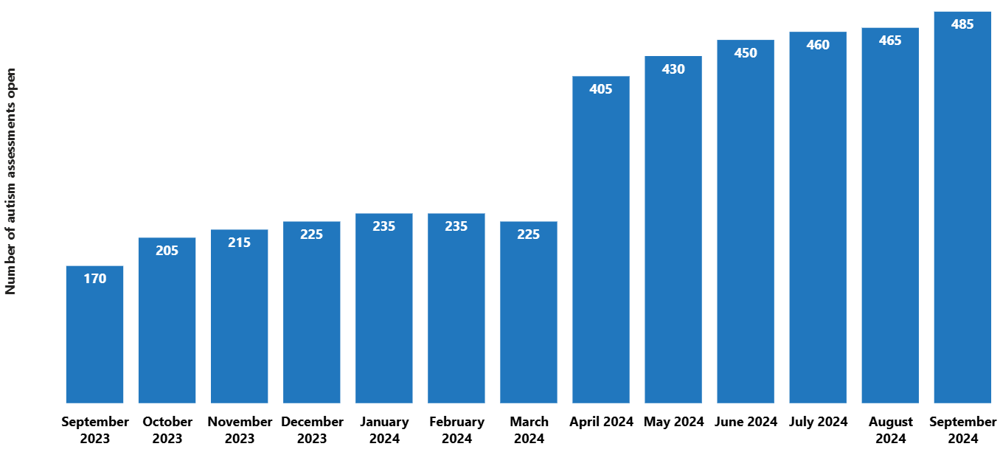 Number of autism assessments open
170
205
215
225
235
235
225
405
430
450
460
465
485
September
2023
October
2023
November
2023
December
2023
January
2024
February
2024
March
2024
April 2024
May 2024
June 2024
July 2024
August
2024
September
2024